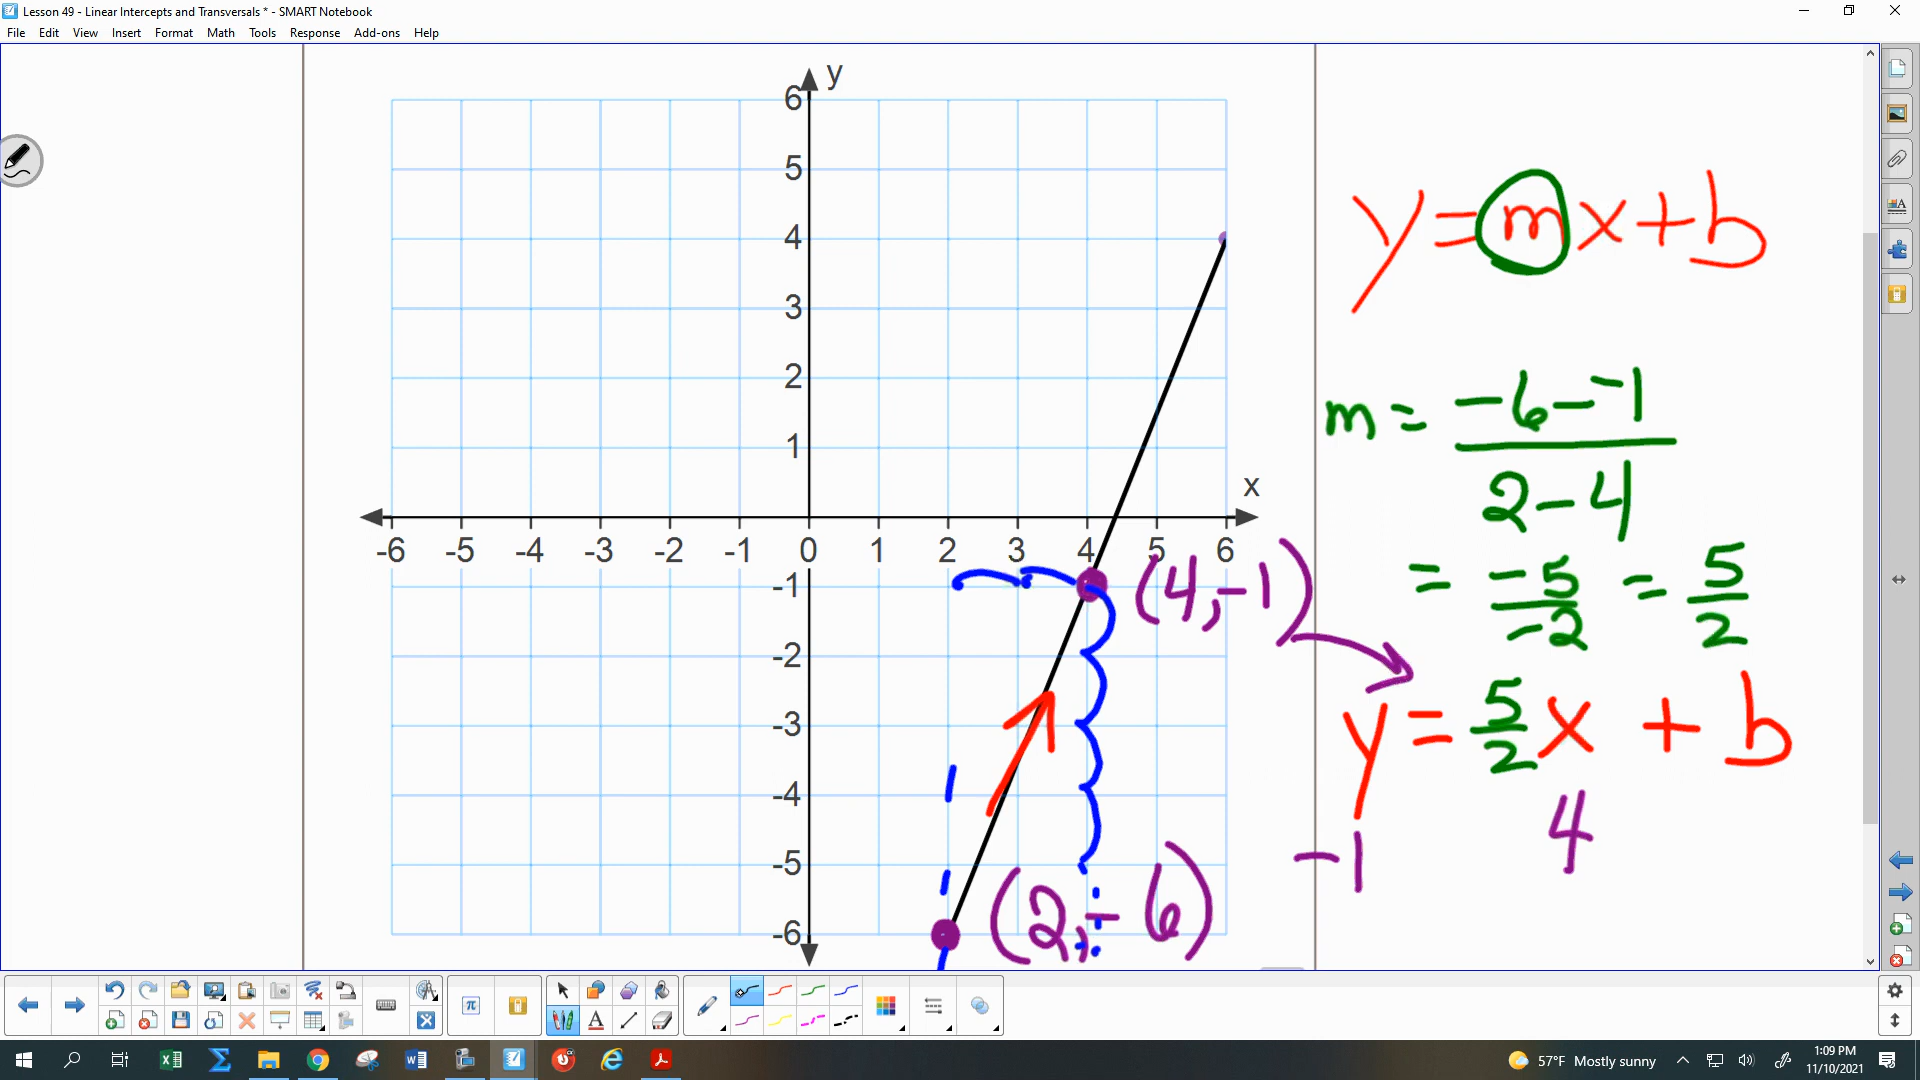 Lesson 49 - Linear Intercepts and Transversals * - SMART Notebook
File Edit View Insert Format Math Tools Response Add-ons Help
y
6
5
4
3
2
1
x
-6 -5 -4 -3 -2 -1 0 1 2 3 4 5 6
-1
-2
-3
-4
-5
-6
(4,-1)
(2,-6)
y=mx+b
m = -6--1
2-4
= -5/-2 = 5/2
y = 5/2 x + b
-1 4
57°F Mostly sunny
1:09 PM
11/10/2021